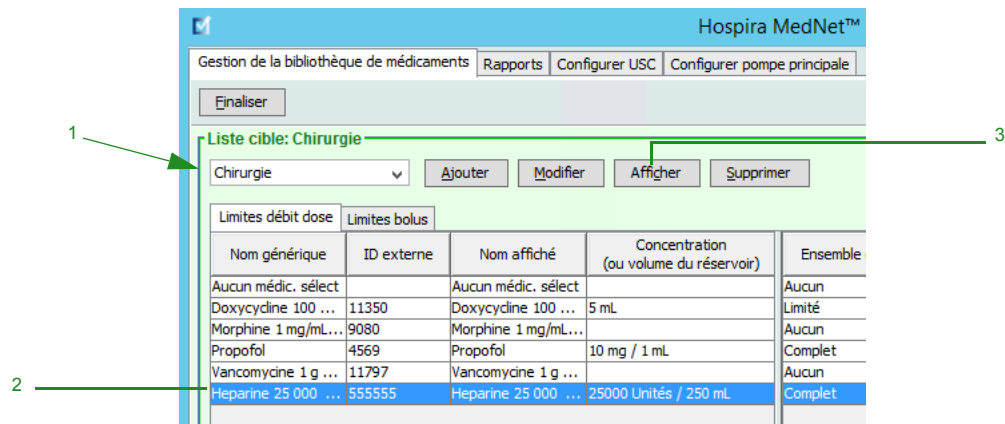 Hospira MedNet™
Gestion de la bibliothèque de médicaments Rapports Configurer USC Configurer pompe principale
Finaliser
1
Liste cible: Chirurgie
3
Chirurgie Ajouter Modifier Afficher Supprimer
Limites débit dose Limites bolus
Nom générique ID externe Nom affiché Concentration (ou volume du réservoir) Ensemble
Aucun médic. sélect Aucun médic. sélect Aucun
Doxycycline 100 ... 11350 Doxycycline 100 ... 5 mL Limité
Morphine 1 mg/mL... 9080 Morphine 1 mg/mL... Aucun
Propofol 4569 Propofol 10 mg / 1 mL Complet
Vancomycine 1 g ... 11797 Vancomycine 1 g ... Aucun
2
Heparine 25 000 ... 555555 Heparine 25 000 ... 25000 Unités / 250 mL Complet